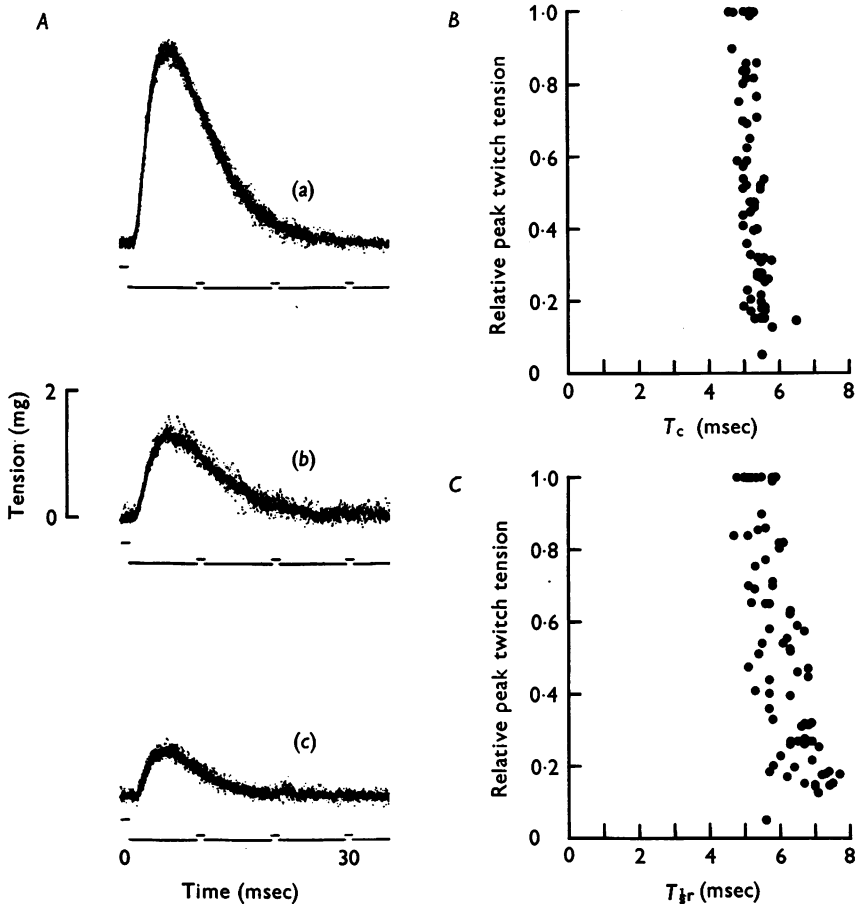 A
(a)
2
Tension (mg)
0
(b)
(c)
0 30
Time (msec)
B
Relative peak twitch tension
1·0
0·8
0·6
0·4
0·2
0
0 2 4 6 8
Tc (msec)
C
Relative peak twitch tension
1·0
0·8
0·6
0·4
0·2
0
0 2 4 6 8
T½r (msec)